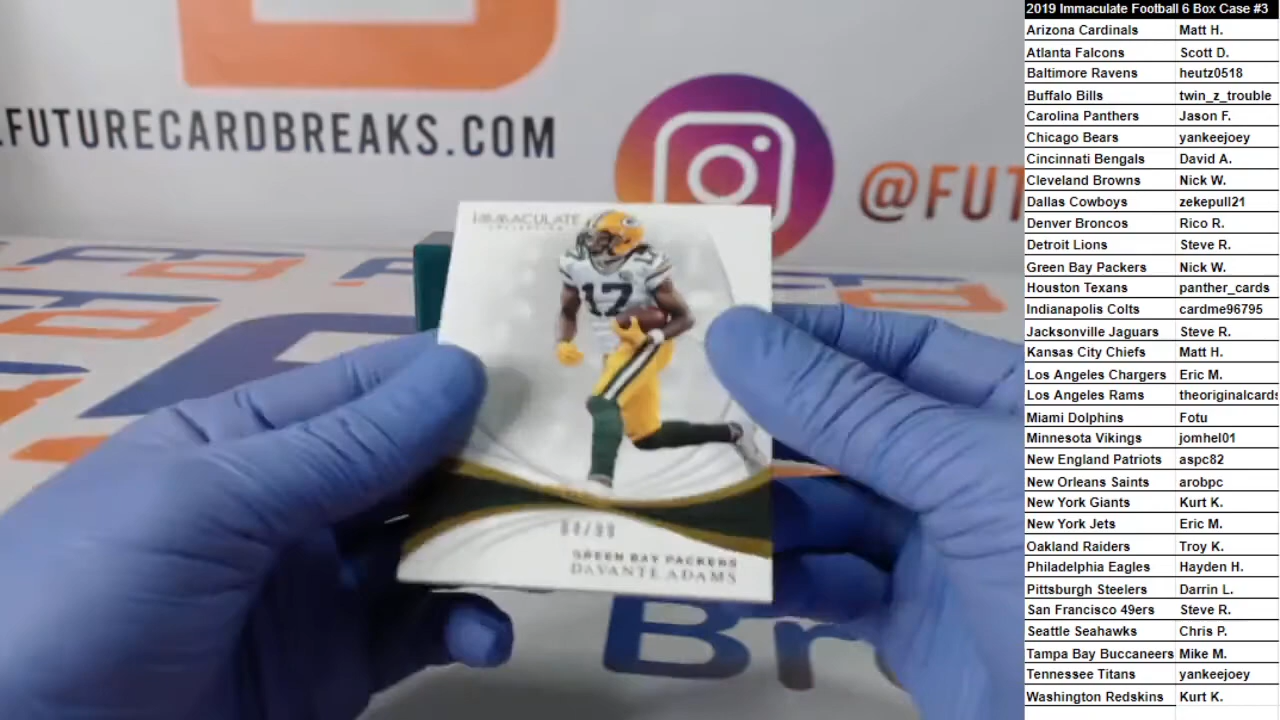 .FUTURECARDBREAKS.COM
@FUT
IMMACULATE
COLLECTION
17
GREEN BAY PACKERS
DAVANTE ADAMS
Br
2019 Immaculate Football 6 Box Case #3
Arizona Cardinals Matt H.
Atlanta Falcons Scott D.
Baltimore Ravens heutz0518
Buffalo Bills twin_z_trouble
Carolina Panthers Jason F.
Chicago Bears yankeejoey
Cincinnati Bengals David A.
Cleveland Browns Nick W.
Dallas Cowboys zekepull21
Denver Broncos Rico R.
Detroit Lions Steve R.
Green Bay Packers Nick W.
Houston Texans panther_cards
Indianapolis Colts cardme96795
Jacksonville Jaguars Steve R.
Kansas City Chiefs Matt H.
Los Angeles Chargers Eric M.
Los Angeles Rams theoriginalcards
Miami Dolphins Fotu
Minnesota Vikings jomhel01
New England Patriots aspc82
New Orleans Saints arobpc
New York Giants Kurt K.
New York Jets Eric M.
Oakland Raiders Troy K.
Philadelphia Eagles Hayden H.
Pittsburgh Steelers Darrin L.
San Francisco 49ers Steve R.
Seattle Seahawks Chris P.
Tampa Bay Buccaneers Mike M.
Tennessee Titans yankeejoey
Washington Redskins Kurt K.